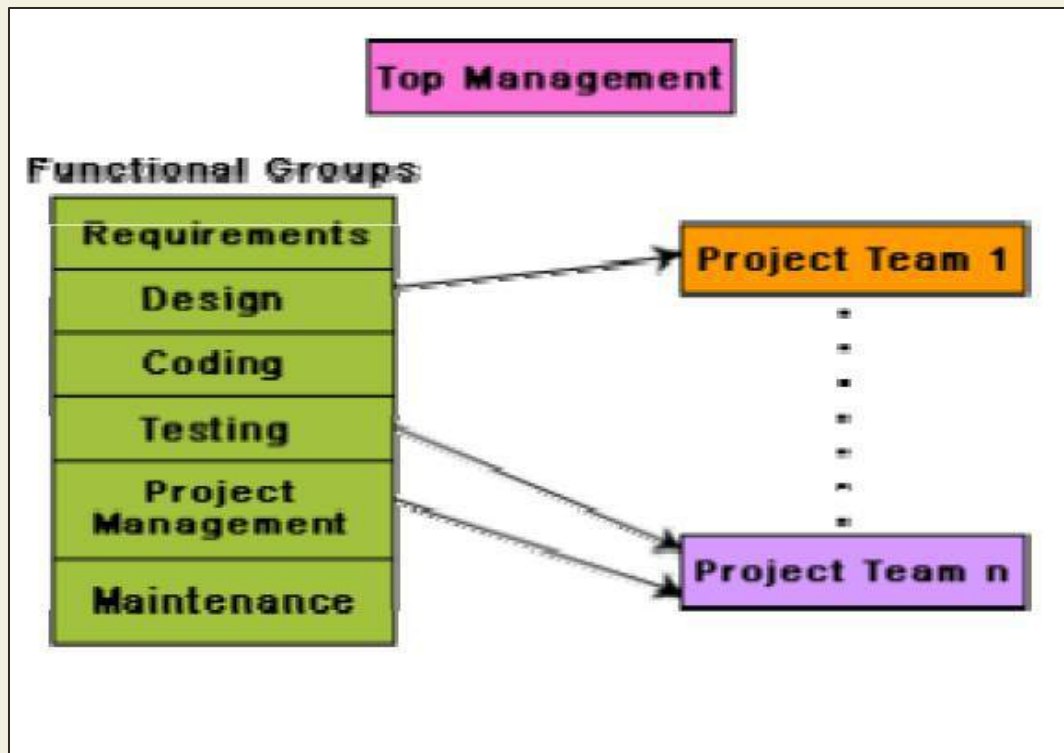 Top Management
Functional Groups
Requirements
Design
Coding
Testing
Project
Management
Maintenance
Project Team 1
Project Team n